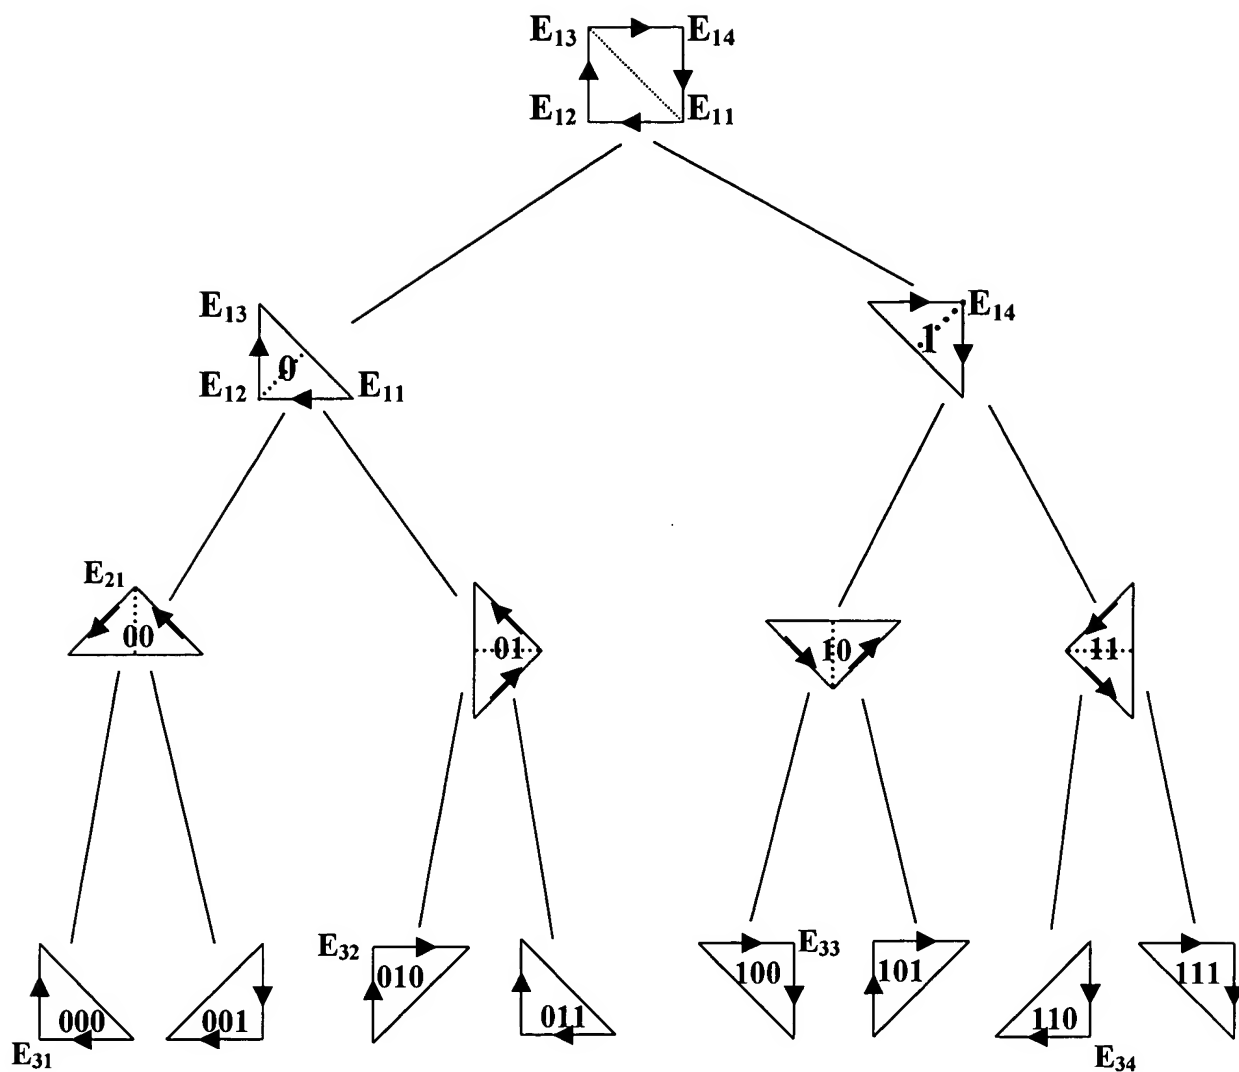 E₁₃ E₁₄
E₁₂ E₁₁
E₁₃ E₁₄
0 1
E₁₂ E₁₁
E₂₁
00 01 10 11
E₃₂ E₃₃
010 100 101 111
000 001 011 110
E₃₁ E₃₄